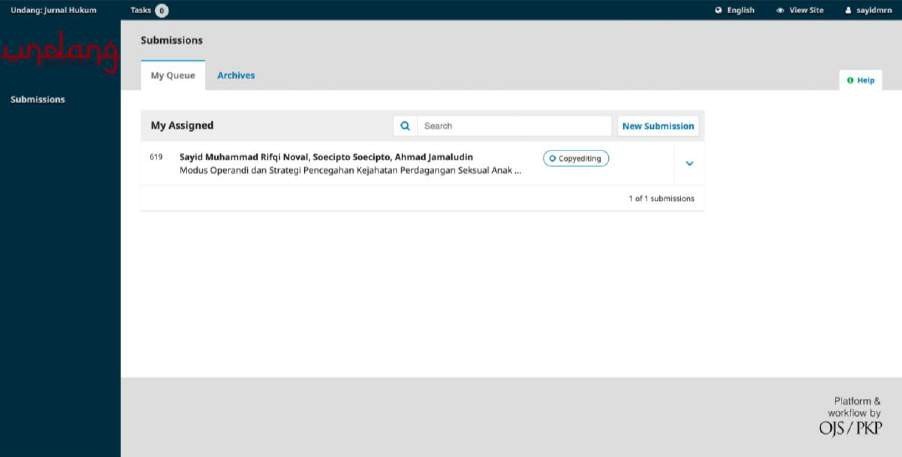 Undang: Jurnal Hukum
Tasks 0
English
View Site
sayidmrn
undang
Submissions
Submissions
My Queue
Archives
Help
My Assigned
Search
New Submission
619
Sayid Muhammad Rifqi Noval, Soecipto Soecipto, Ahmad Jamaludin
Modus Operandi dan Strategi Pencegahan Kejahatan Perdagangan Seksual Anak ...
Copyediting
1 of 1 submissions
Platform &
workflow by
OJS / PKP